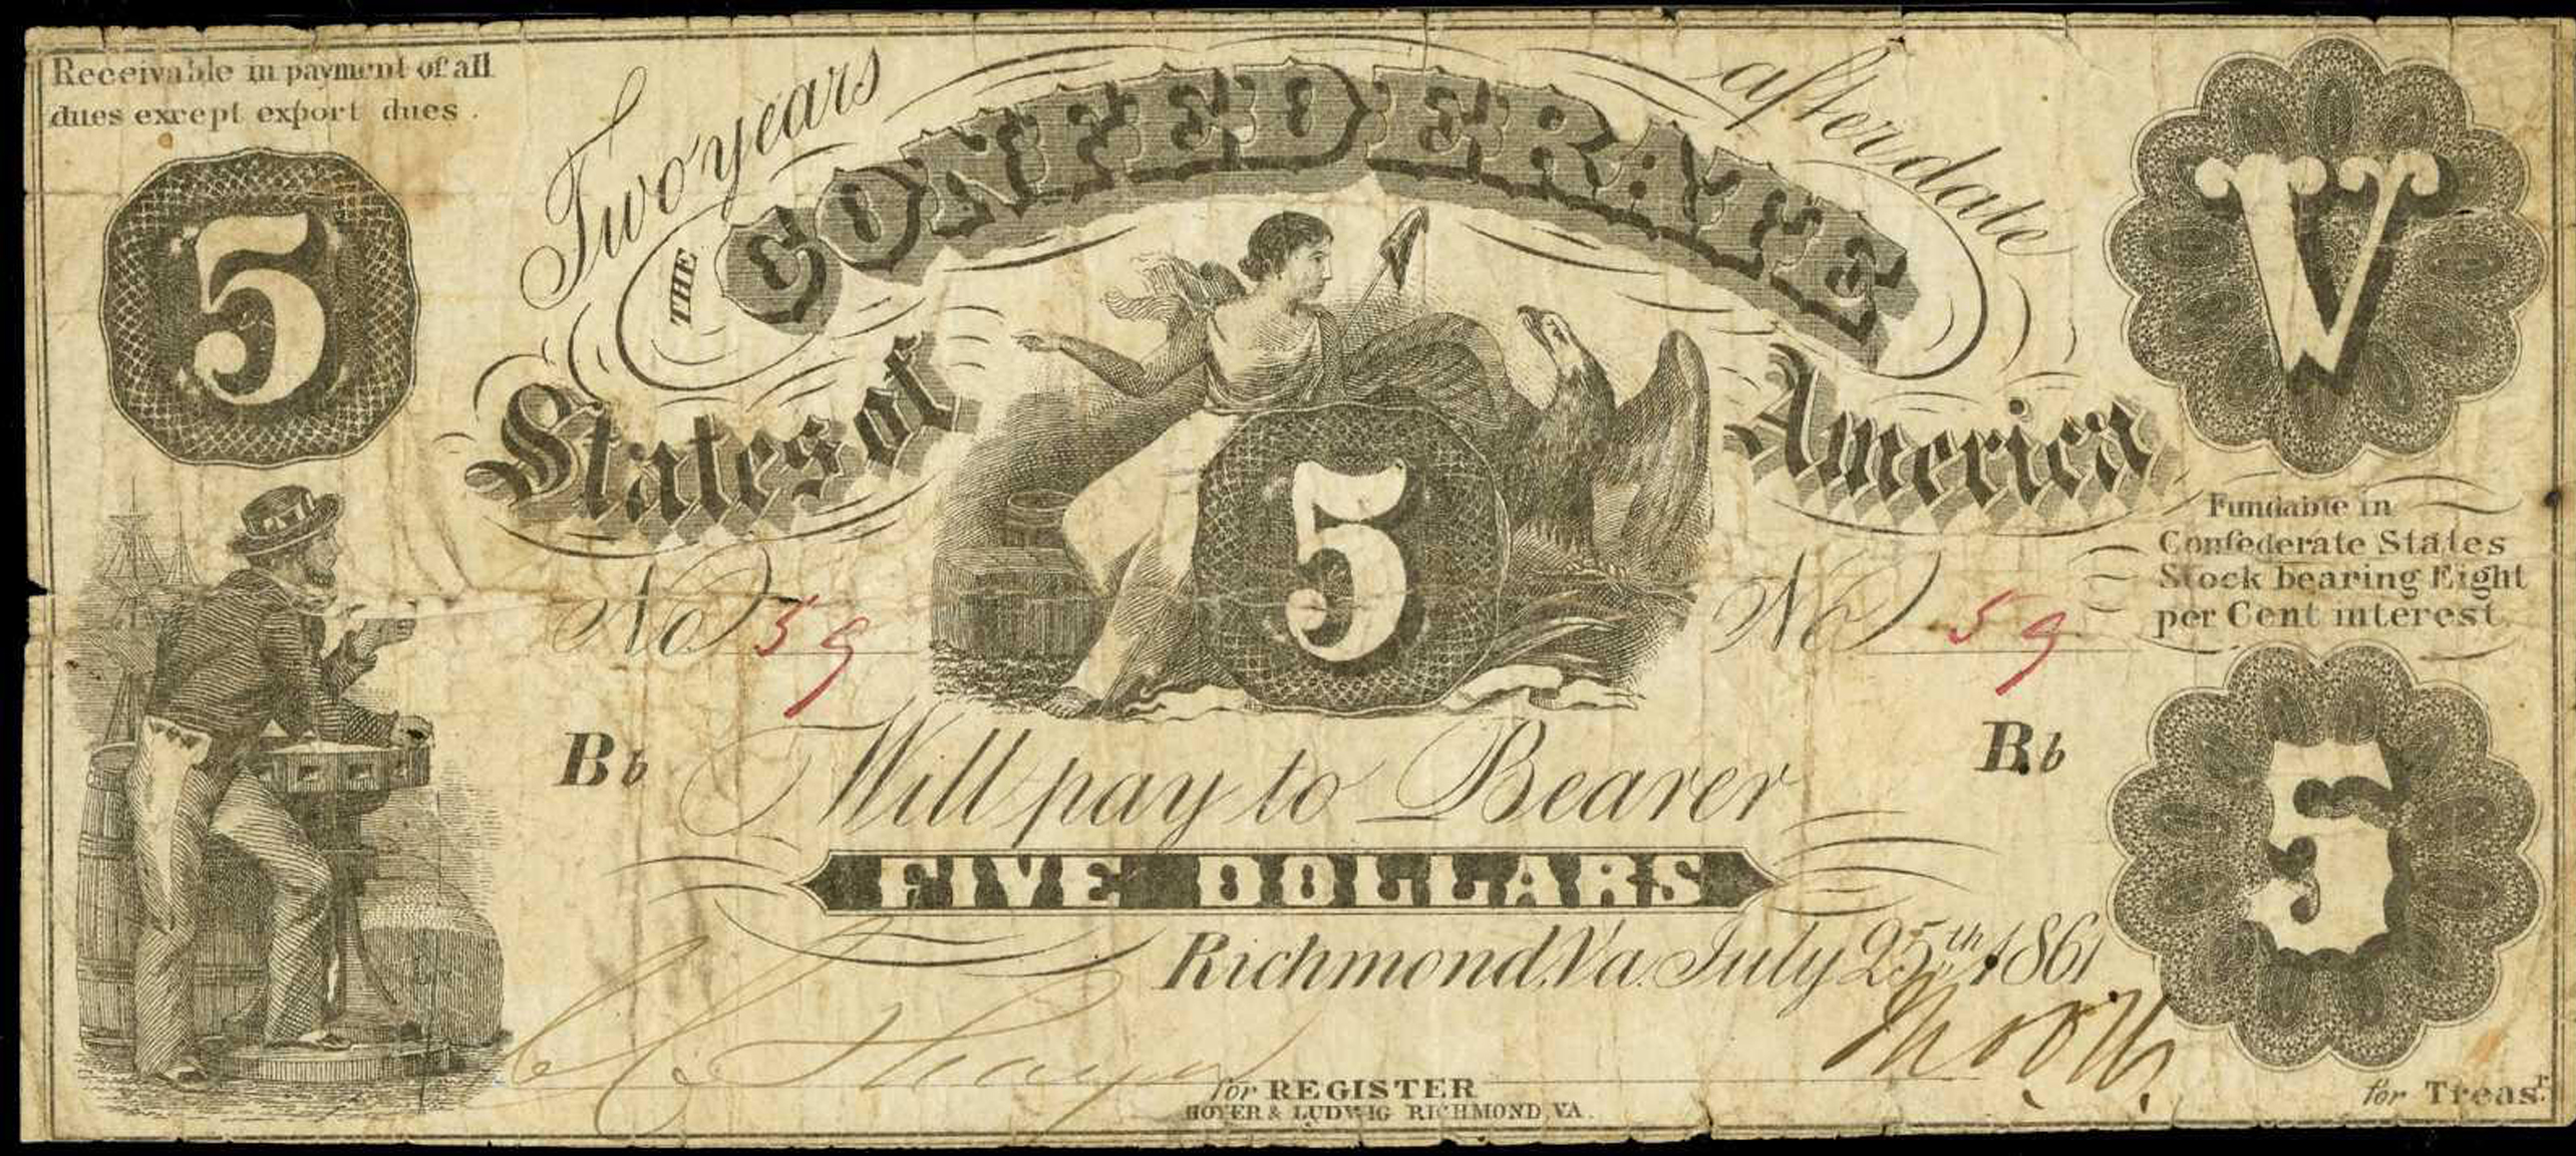 Receivable in payment of all
dues except export dues.
Two years after date
THE CONFEDERATE
States of America
5
V
5
Fundable in
Confederate States
Stock bearing Eight
per Cent interest.
No 59
No 59
Bb
Bb
Will pay to Bearer
FIVE DOLLARS
5
Richmond, Va. July 25th, 1861
for REGISTER
for Treasr.
HOYER & LUDWIG RICHMOND, VA.